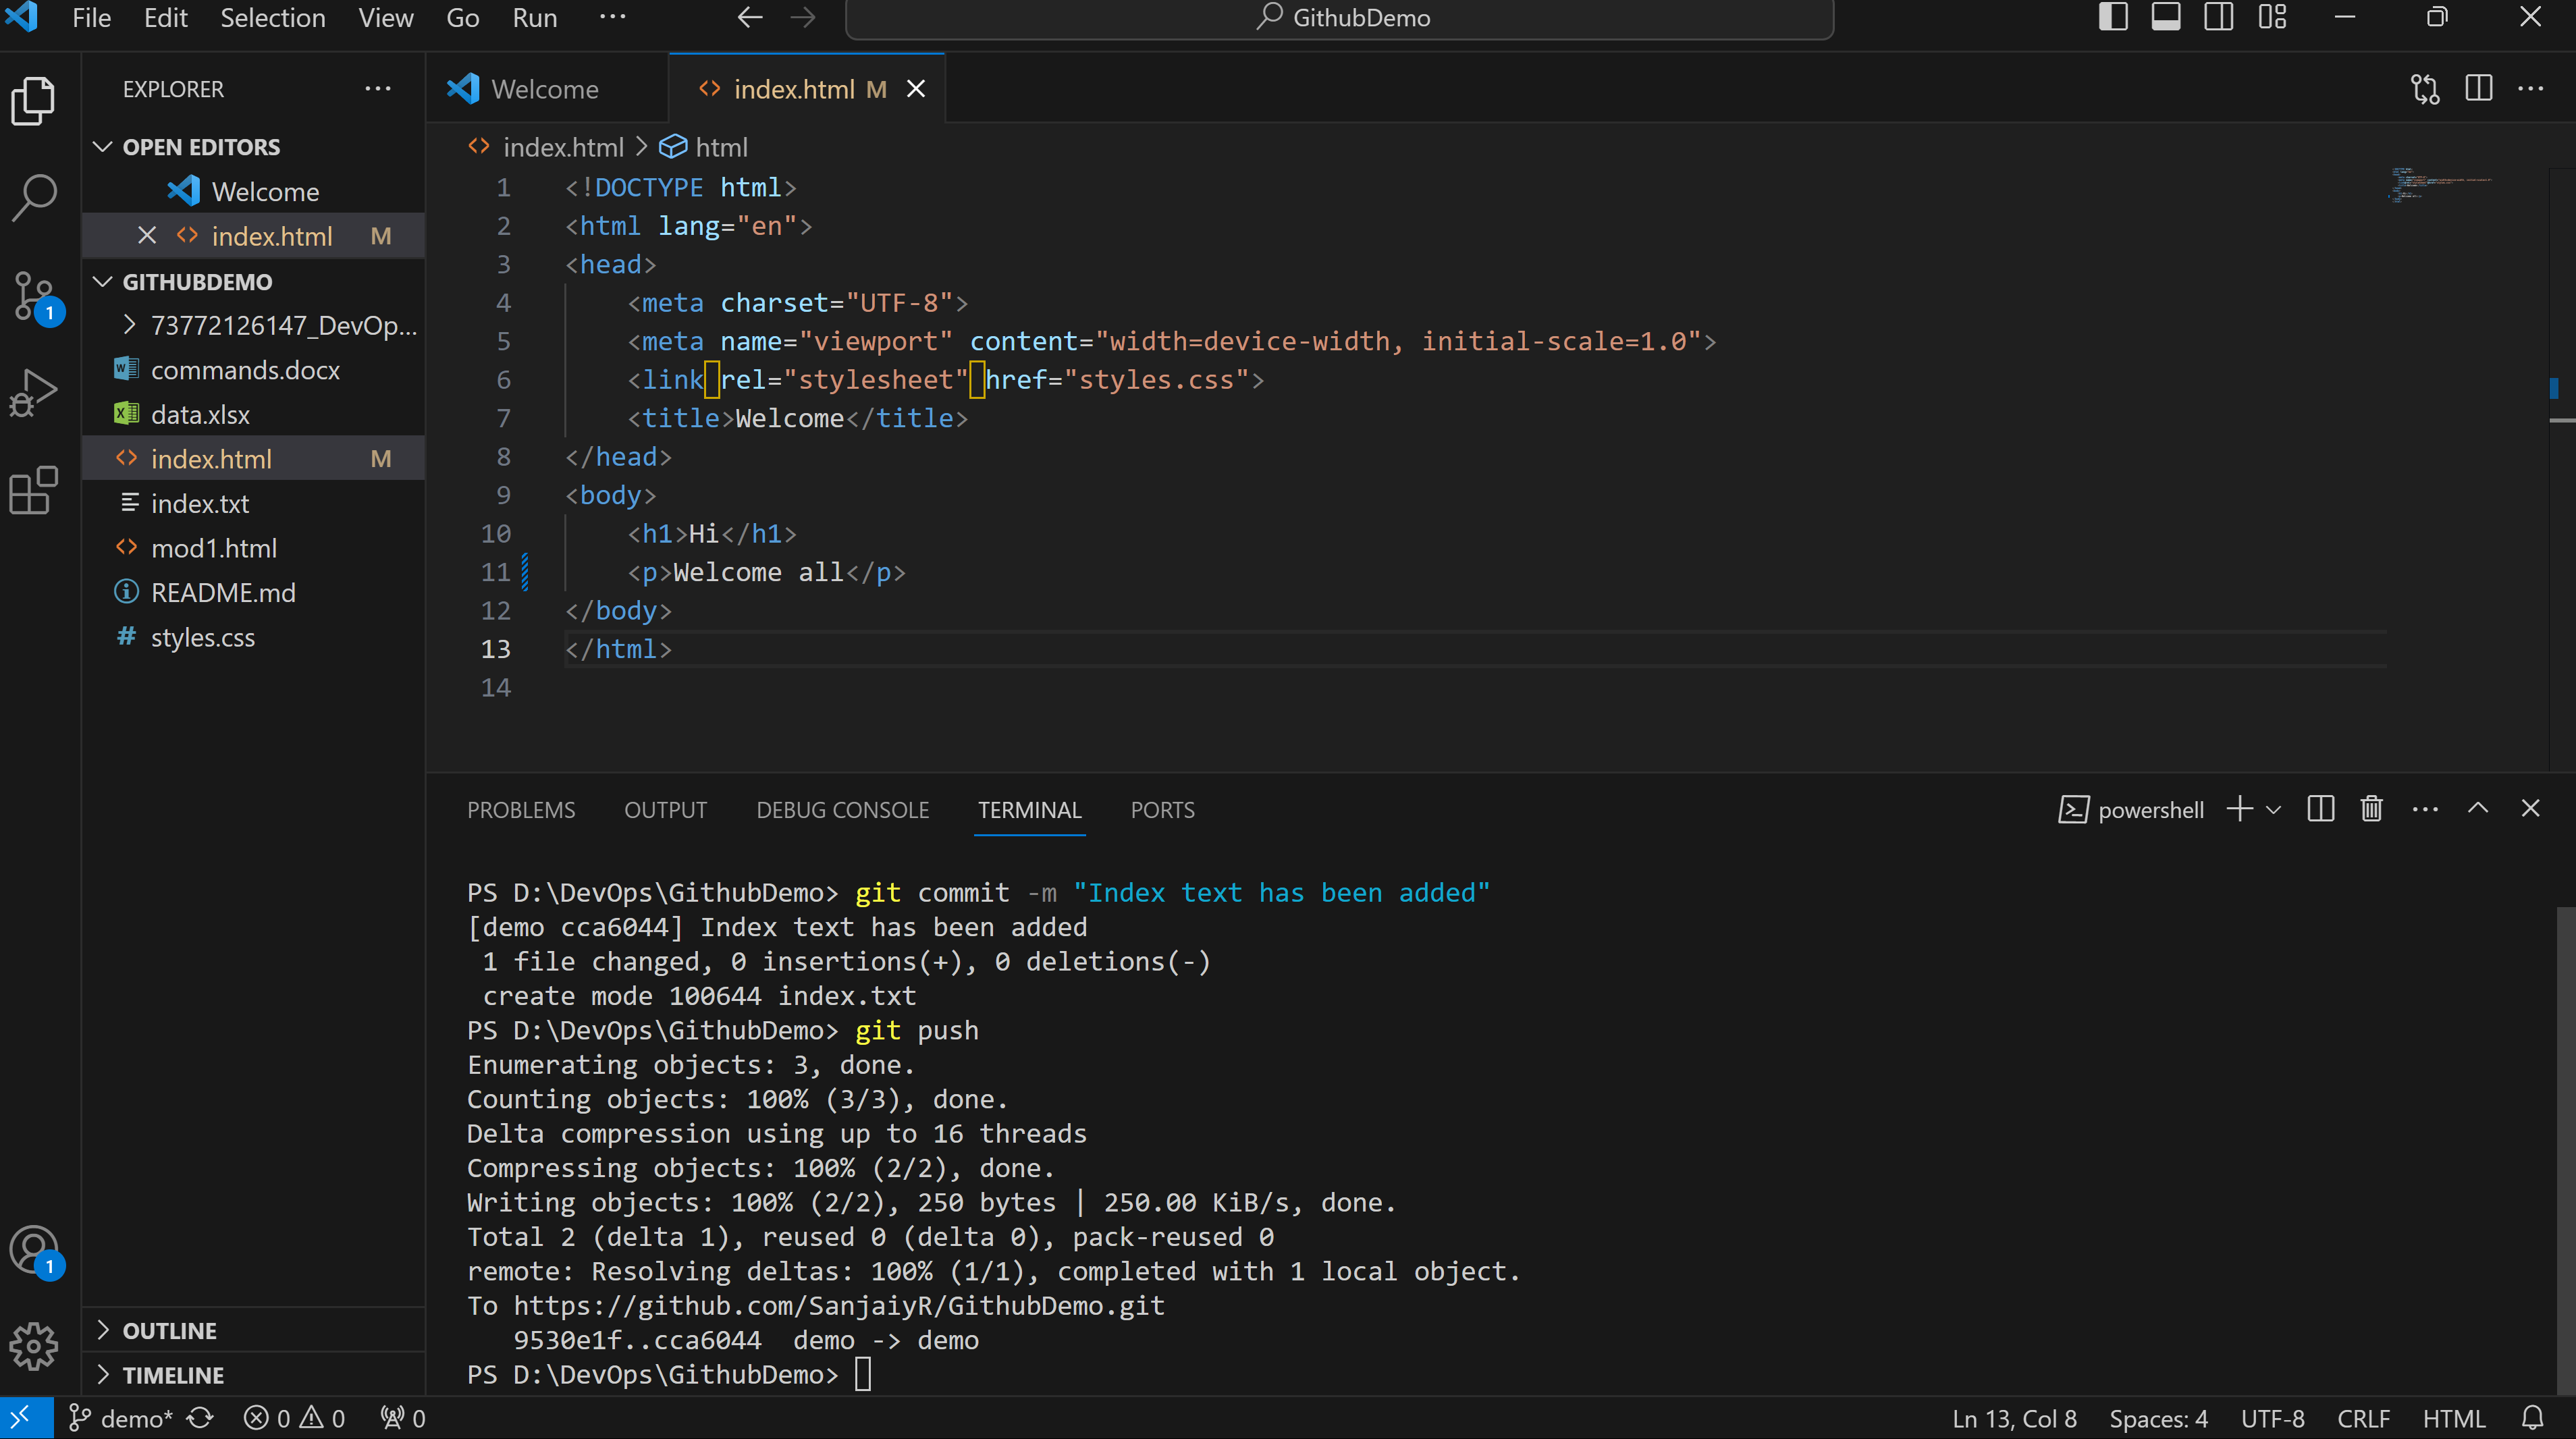 File Edit Selection View Go Run ··· GithubDemo
EXPLORER ···
OPEN EDITORS
Welcome
index.html M
GITHUBDEMO
73772126147_DevOp...
commands.docx
data.xlsx
index.html M
index.txt
mod1.html
README.md
styles.css
OUTLINE
TIMELINE
1
1
Welcome index.html M
index.html > html
1 <!DOCTYPE html>
2 <html lang="en">
3 <head>
4     <meta charset="UTF-8">
5     <meta name="viewport" content="width=device-width, initial-scale=1.0">
6     <link rel="stylesheet" href="styles.css">
7     <title>Welcome</title>
8 </head>
9 <body>
10     <h1>Hi</h1>
11     <p>Welcome all</p>
12 </body>
13 </html>
14
PROBLEMS OUTPUT DEBUG CONSOLE TERMINAL PORTS powershell
PS D:\DevOps\GithubDemo> git commit -m "Index text has been added"
[demo cca6044] Index text has been added
 1 file changed, 0 insertions(+), 0 deletions(-)
 create mode 100644 index.txt
PS D:\DevOps\GithubDemo> git push
Enumerating objects: 3, done.
Counting objects: 100% (3/3), done.
Delta compression using up to 16 threads
Compressing objects: 100% (2/2), done.
Writing objects: 100% (2/2), 250 bytes | 250.00 KiB/s, done.
Total 2 (delta 1), reused 0 (delta 0), pack-reused 0
remote: Resolving deltas: 100% (1/1), completed with 1 local object.
To https://github.com/SanjaiyR/GithubDemo.git
   9530e1f..cca6044  demo -> demo
PS D:\DevOps\GithubDemo>
demo* 0 0 0 Ln 13, Col 8 Spaces: 4 UTF-8 CRLF HTML